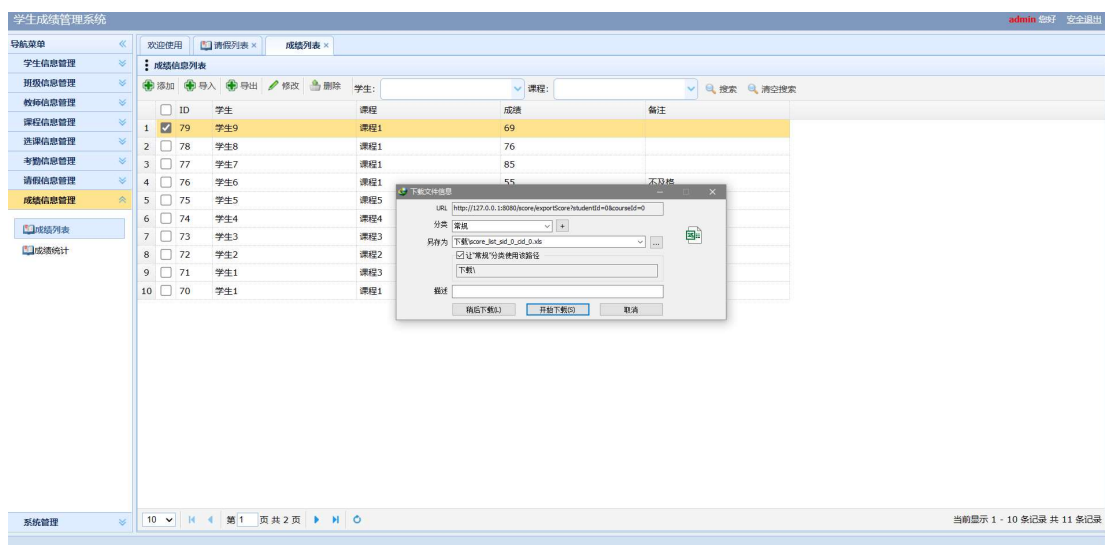 学生成绩管理系统 admin 您好 安全退出
导航菜单 欢迎使用 请假列表 成绩列表
学生信息管理 成绩信息列表
班级信息管理 添加 导入 导出 修改 删除 学生: 课程: 搜索 清空搜索
教师信息管理 ID 学生 课程 成绩 备注
课程信息管理 1 79 学生9 课程1 69
选课信息管理 2 78 学生8 课程1 76
考勤信息管理 3 77 学生7 课程1 85
请假信息管理 4 76 学生6 课程1 55 不及格
成绩信息管理 5 75 学生5 课程5
成绩列表 6 74 学生4 课程4
7 73 学生3 课程3
成绩统计 8 72 学生2 课程2
9 71 学生1 课程3
10 70 学生1 课程1
下载文件信息
URL http://127.0.0.1:8080/score/exportScore?studentId=0&courseId=0
分类 常规 +
另存为 下载\score_list_sid_0_cid_0.xls ...
让"常规"分类使用该路径
下载\
描述
稍后下载(L) 开始下载(S) 取消
系统管理 10 第 1 页 共 2 页 当前显示 1 - 10 条记录 共 11 条记录